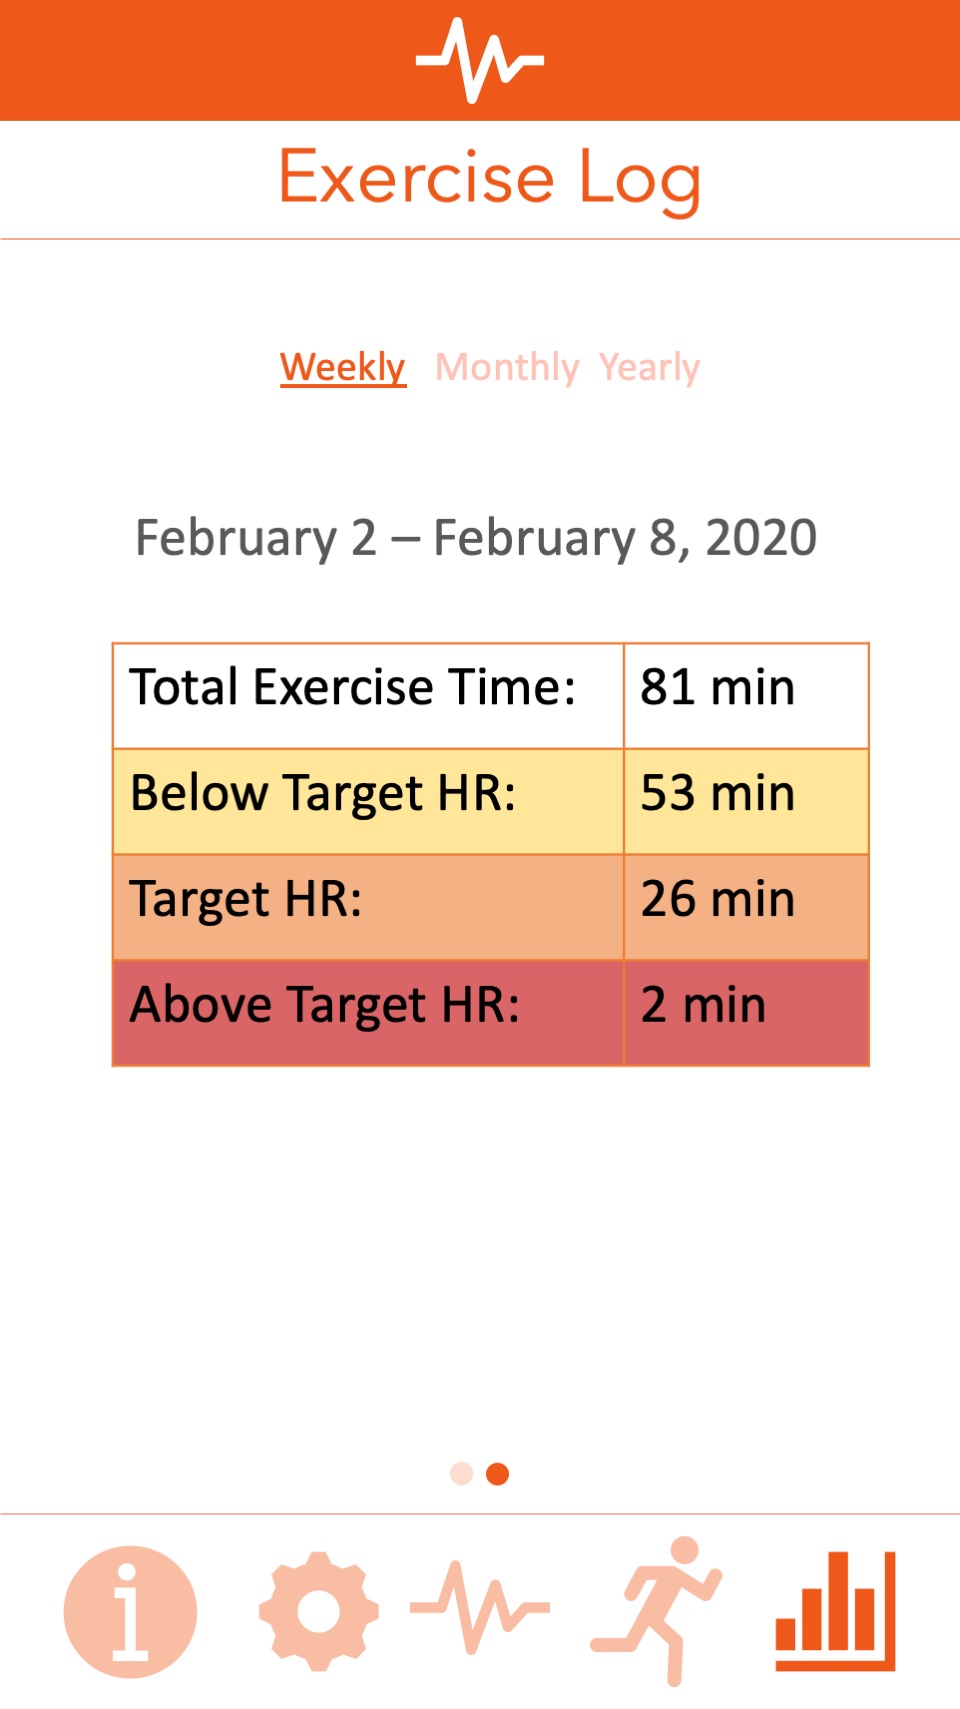 Exercise Log
Weekly Monthly Yearly
February 2 – February 8, 2020
Total Exercise Time: 81 min
Below Target HR: 53 min
Target HR: 26 min
Above Target HR: 2 min
i